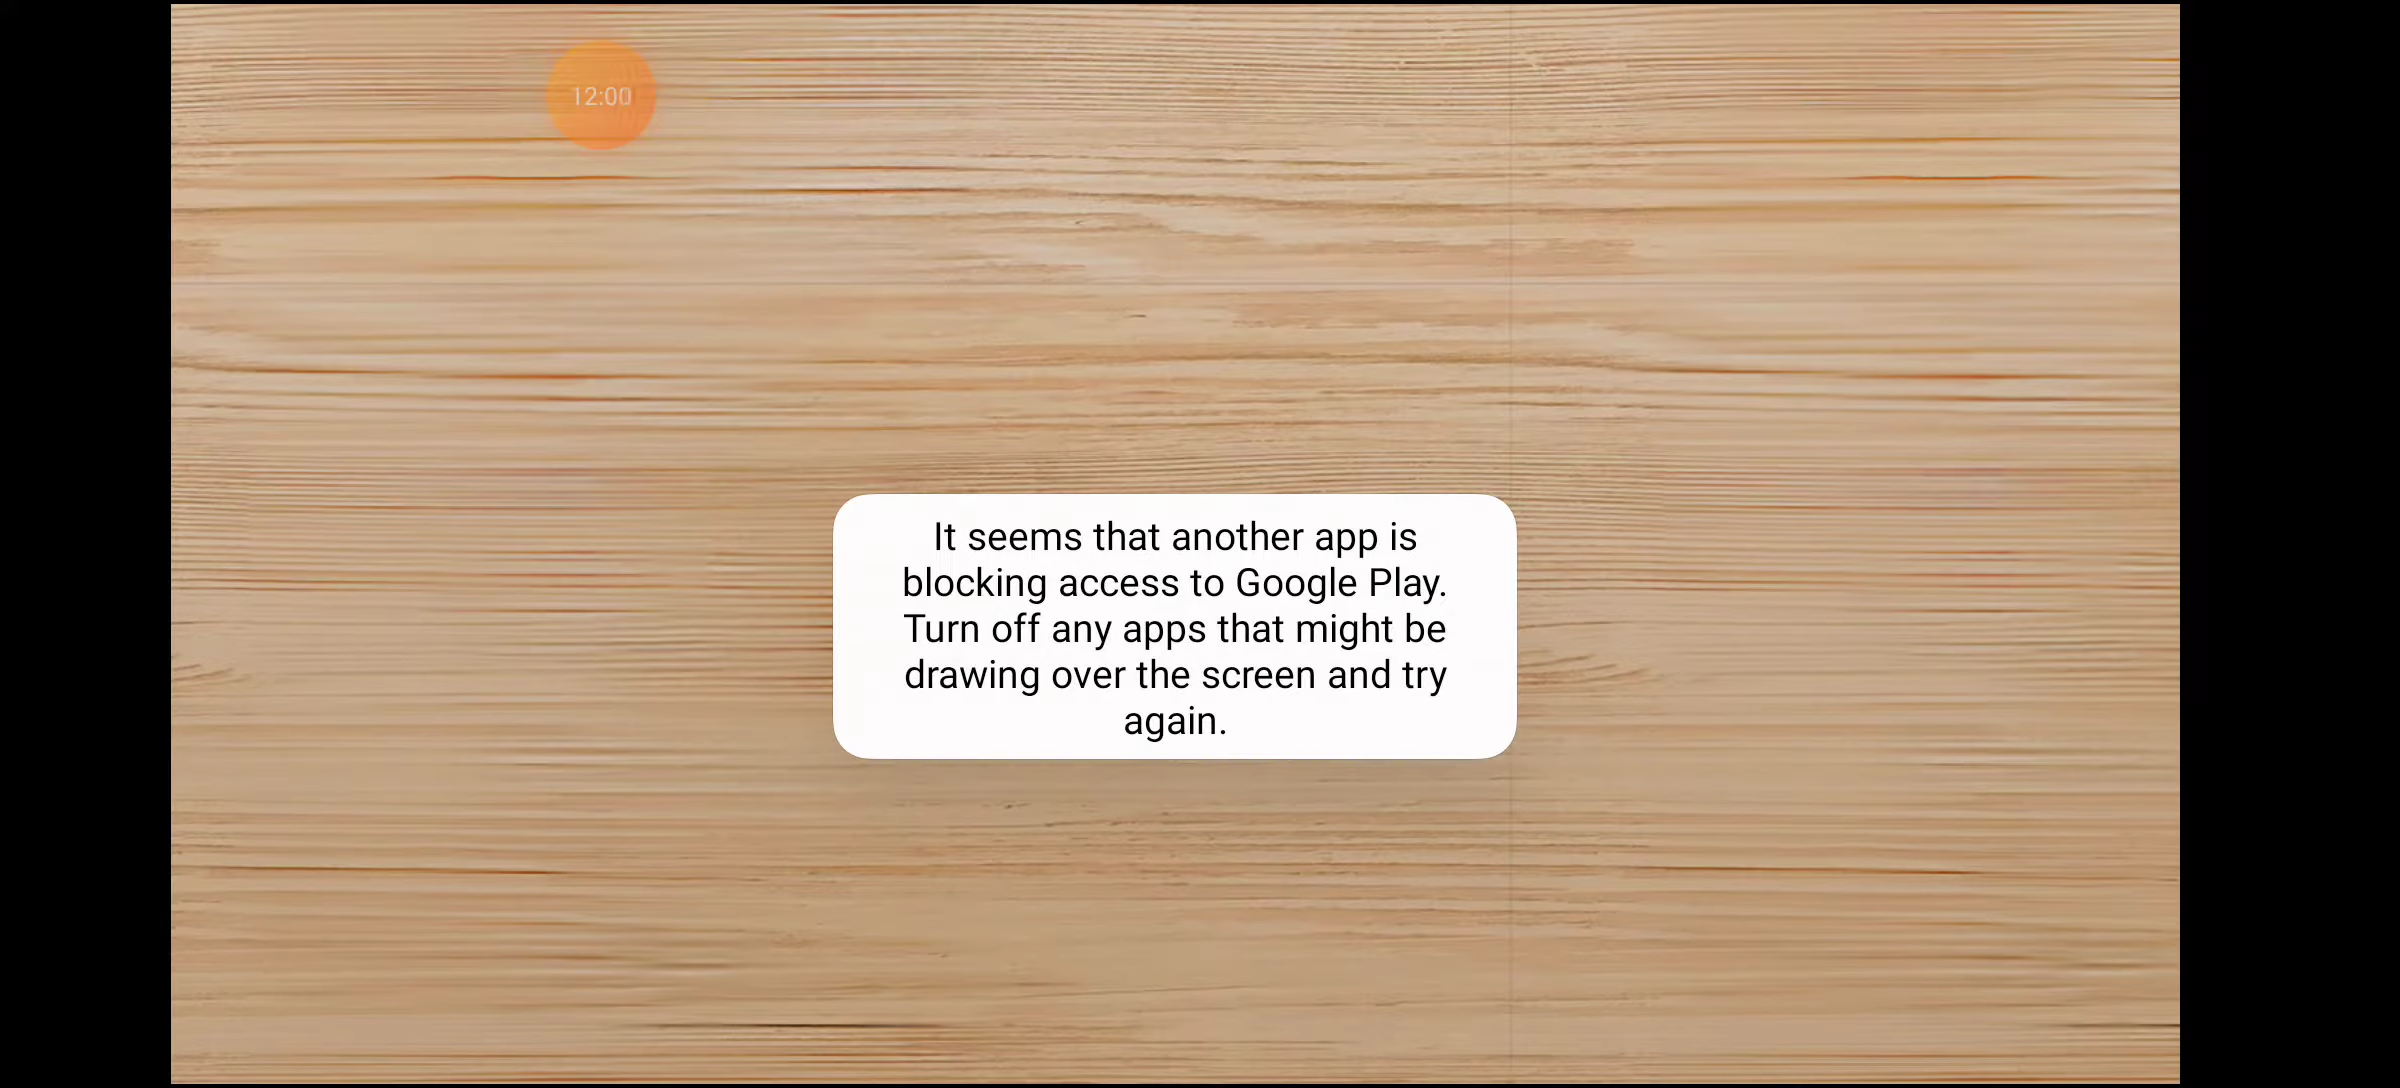 12:00
It seems that another app is
blocking access to Google Play.
Turn off any apps that might be
drawing over the screen and try
again.